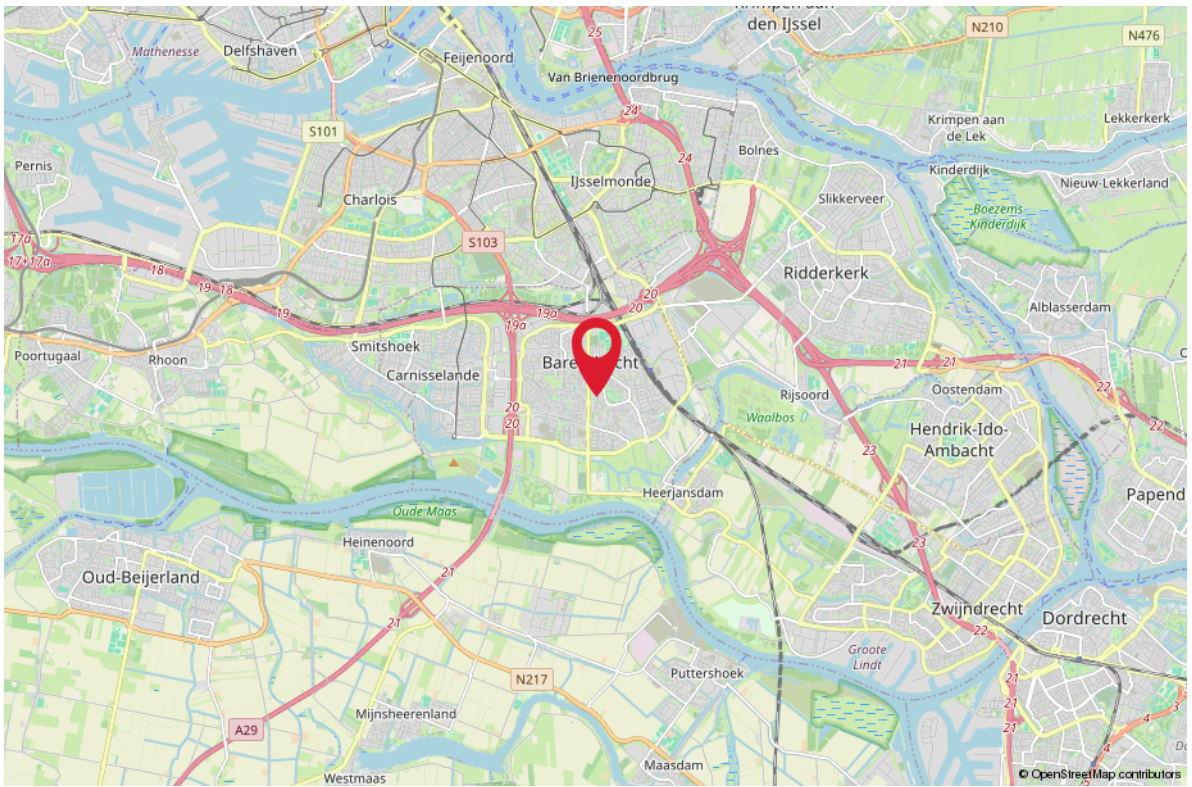 Krimpen aan
den IJssel
N210
N476
25
Mathenesse
Delfshaven
Feijenoord
Van Brienenoordbrug
24
S101
Krimpen aan
de Lek
Lekkerkerk
Pernis
24
Bolnes
IJsselmonde
Kinderdijk
Nieuw-Lekkerland
Charlois
Slikkerveer
Boezems
Kinderdijk
17a
17+17a
S103
18
19
18
19
Ridderkerk
20
20
19a
19a
Alblasserdam
Poortugaal
Rhoon
Smitshoek
Carnisselande
21
21
22
Rijsoord
Oostendam
20
20
Waalbos
22
Hendrik-Ido-
Ambacht
23
Heerjansdam
Papend
Oude Maas
Heinenoord
23
Oud-Beijerland
21
21
Zwijndrecht
22
Dordrecht
Groote
Lindt
Puttershoek
N217
21
21
21
Mijnsheerenland
A29
3
4
4
Westmaas
Maasdam
© OpenStreetMap contributors